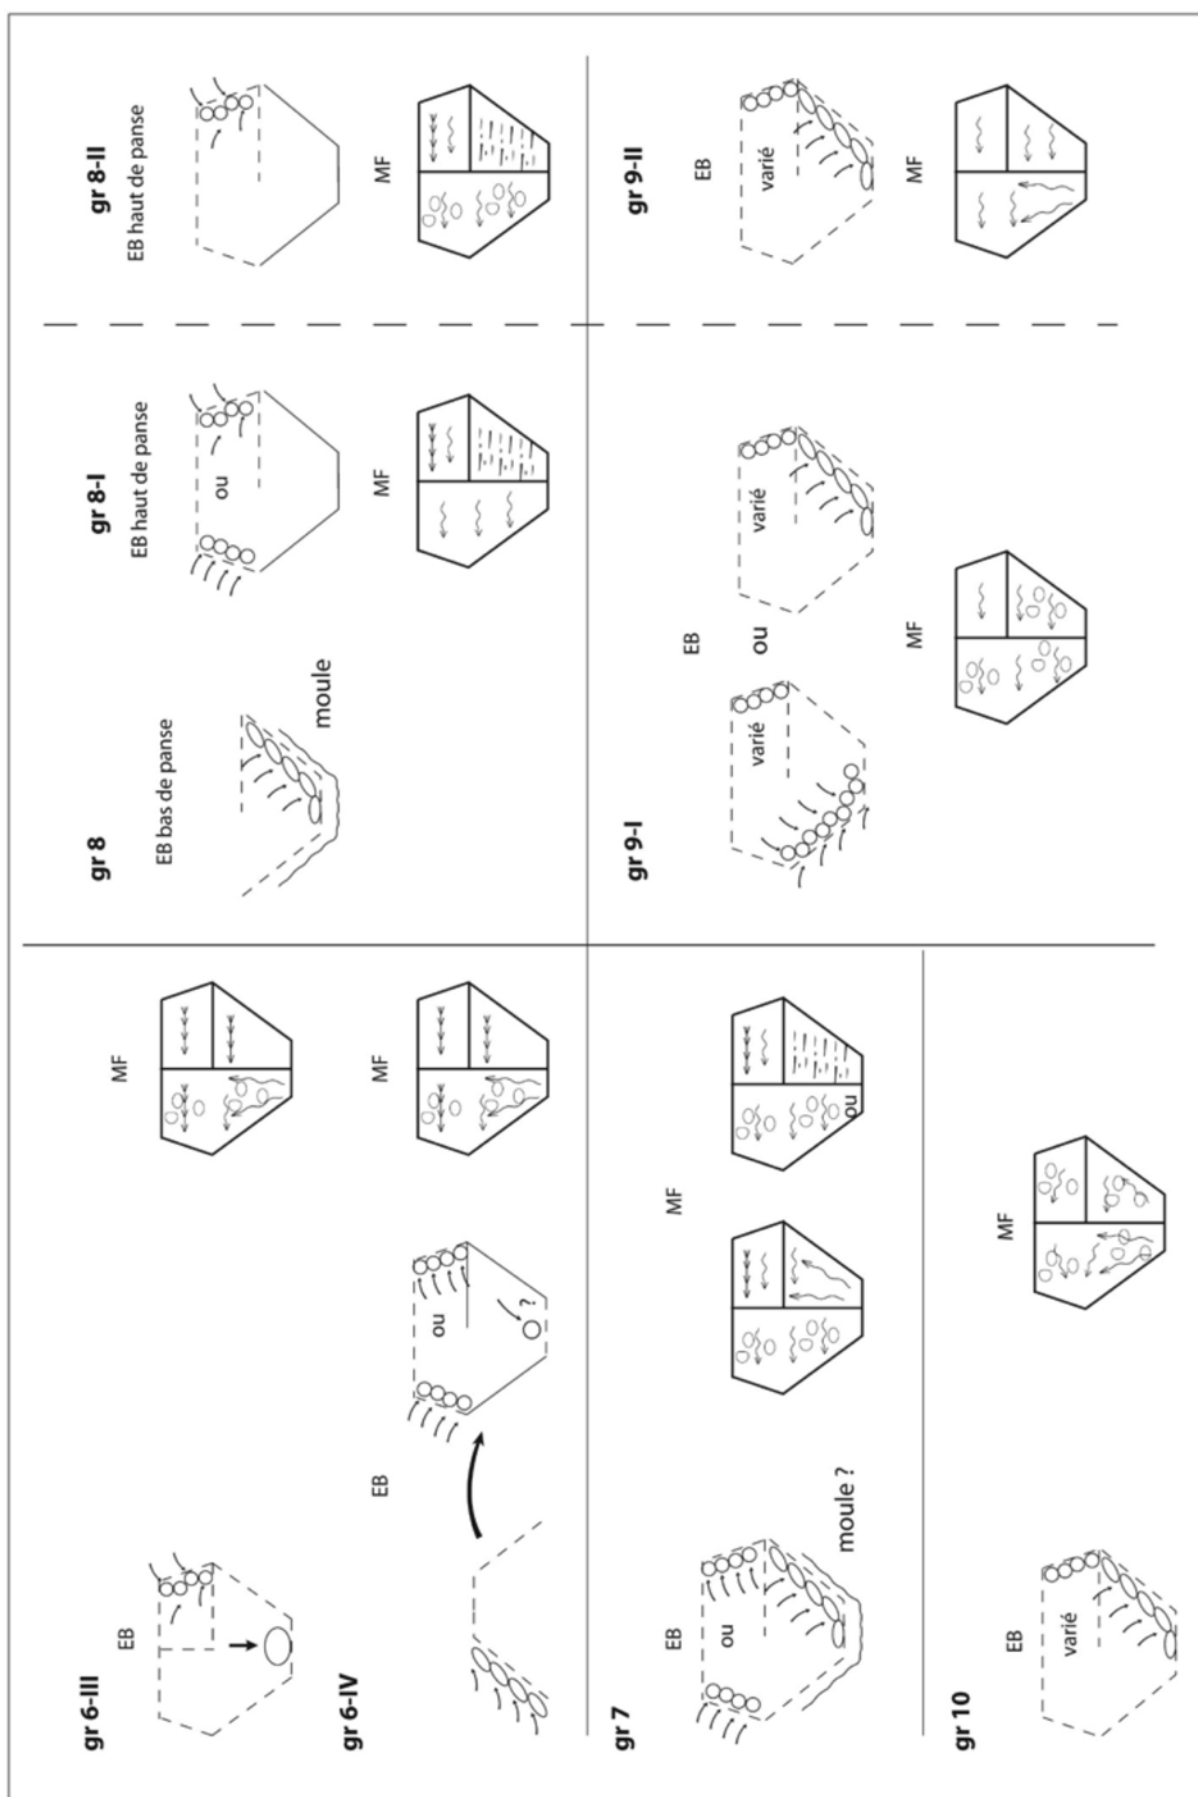 gr 6-III
EB
MF
gr 6-IV
EB
ou
?
MF
gr 7
EB
ou
moule ?
MF
ou
gr 10
EB
varié
MF
gr 8
EB bas de panse
moule
gr 8-I
EB haut de panse
ou
MF
gr 8-II
EB haut de panse
MF
gr 9-I
EB
varié
ou
varié
MF
gr 9-II
EB
varié
MF